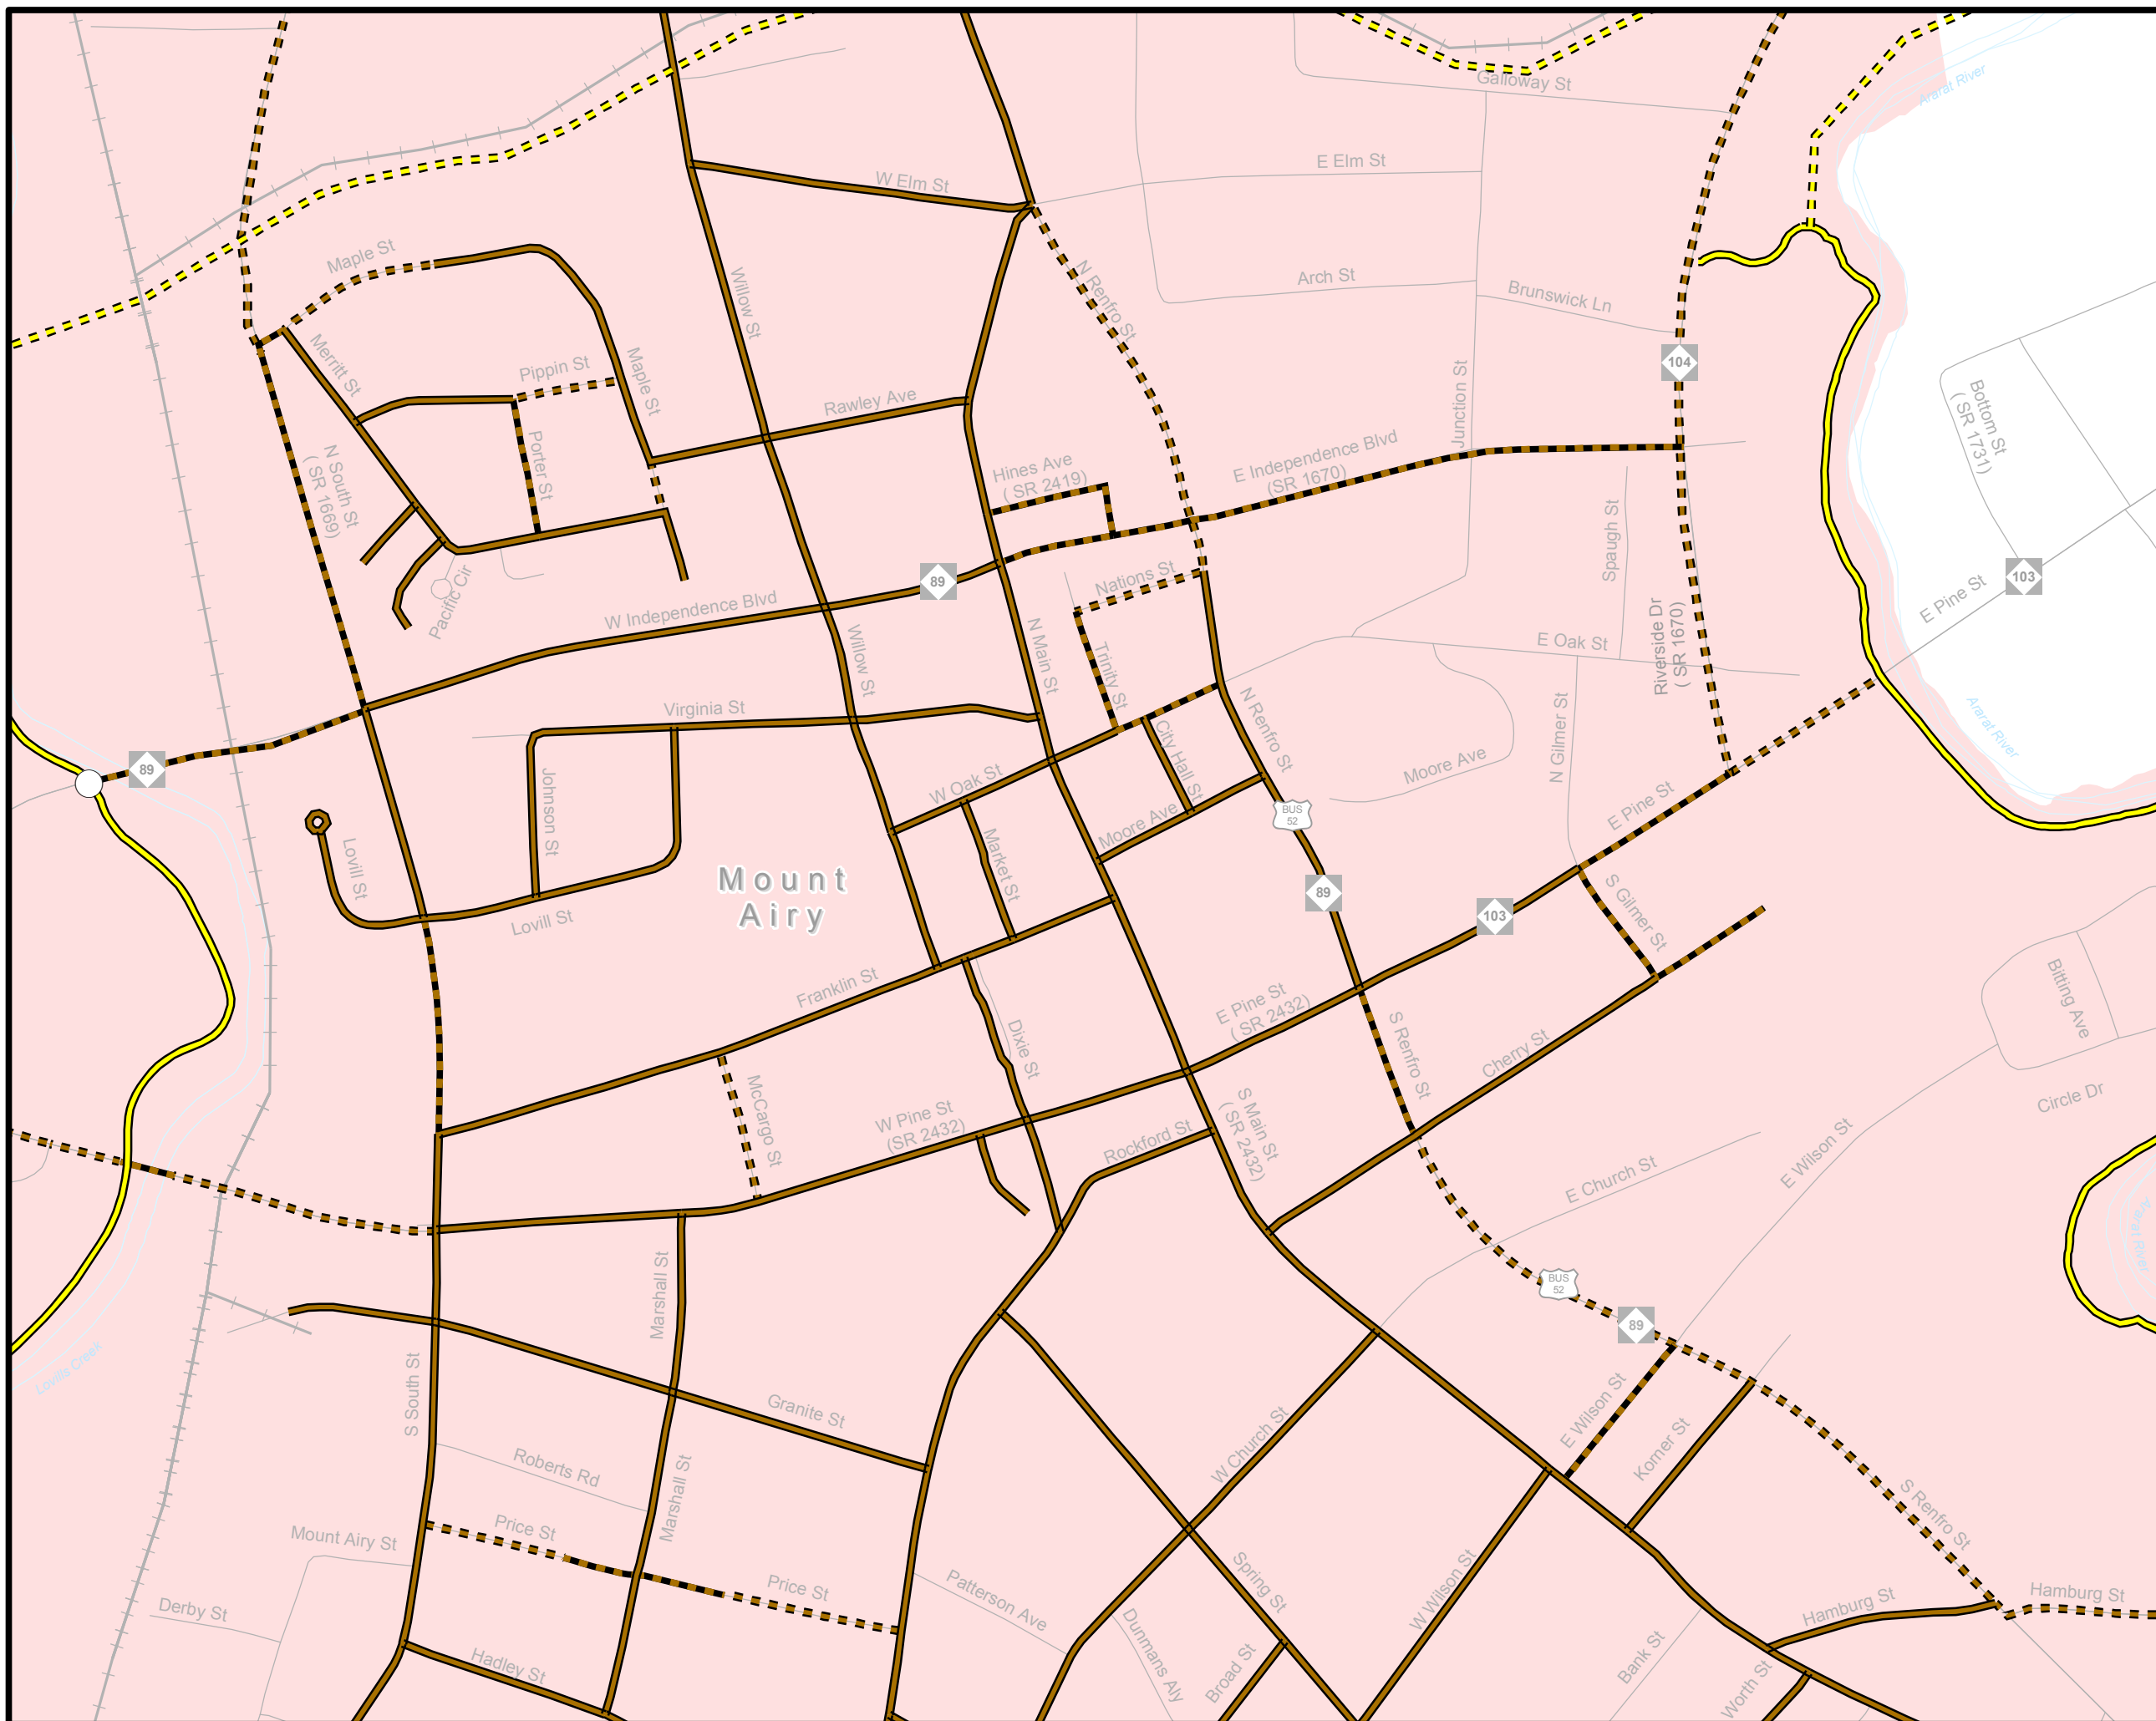 Galloway St
Ararat River
E Elm St
W Elm St
Maple St
Arch St
Brunswick Ln
N Renfro St
Willow St
Merritt St
Pippin St
Maple St
104
Rawley Ave
Junction St
Bottom St
( SR 1731)
E Independence Blvd
(SR 1670)
Porter St
N South St
( SR 1669)
Hines Ave
( SR 2419)
Spaugh St
89
103
Nations St
Pacific Cir
W Independence Blvd
E Pine St
Willow St
N Main St
Trinity St
E Oak St
Riverside Dr
( SR 1670)
Virginia St
N Renfro St
Ararat River
N Gilmer St
City Hall St
89
Moore Ave
W Oak St
Johnson St
BUS
52
E Pine St
Moore Ave
Lovill St
Market St
Mount
Airy
89
103
Lovill St
S Gilmer St
Franklin St
Bitting Ave
E Pine St
( SR 2432)
Dixie St
S Renfro St
Cherry St
McCargo St
Circle Dr
W Pine St
(SR 2432)
S Main St
( SR 2432)
Rockford St
E Wilson St
E Church St
Ararat River
Marshall St
BUS
52
89
Lovills Creek
S South St
Granite St
E Wilson St
Korner St
W Church St
Roberts Rd
Marshall St
S Renfro St
Price St
Mount Airy St
Price St
Patterson Ave
Spring St
W Wilson St
Hamburg St
Hamburg St
Derby St
Dunmans Aly
Hadley St
Broad St
Bank St
Worth St